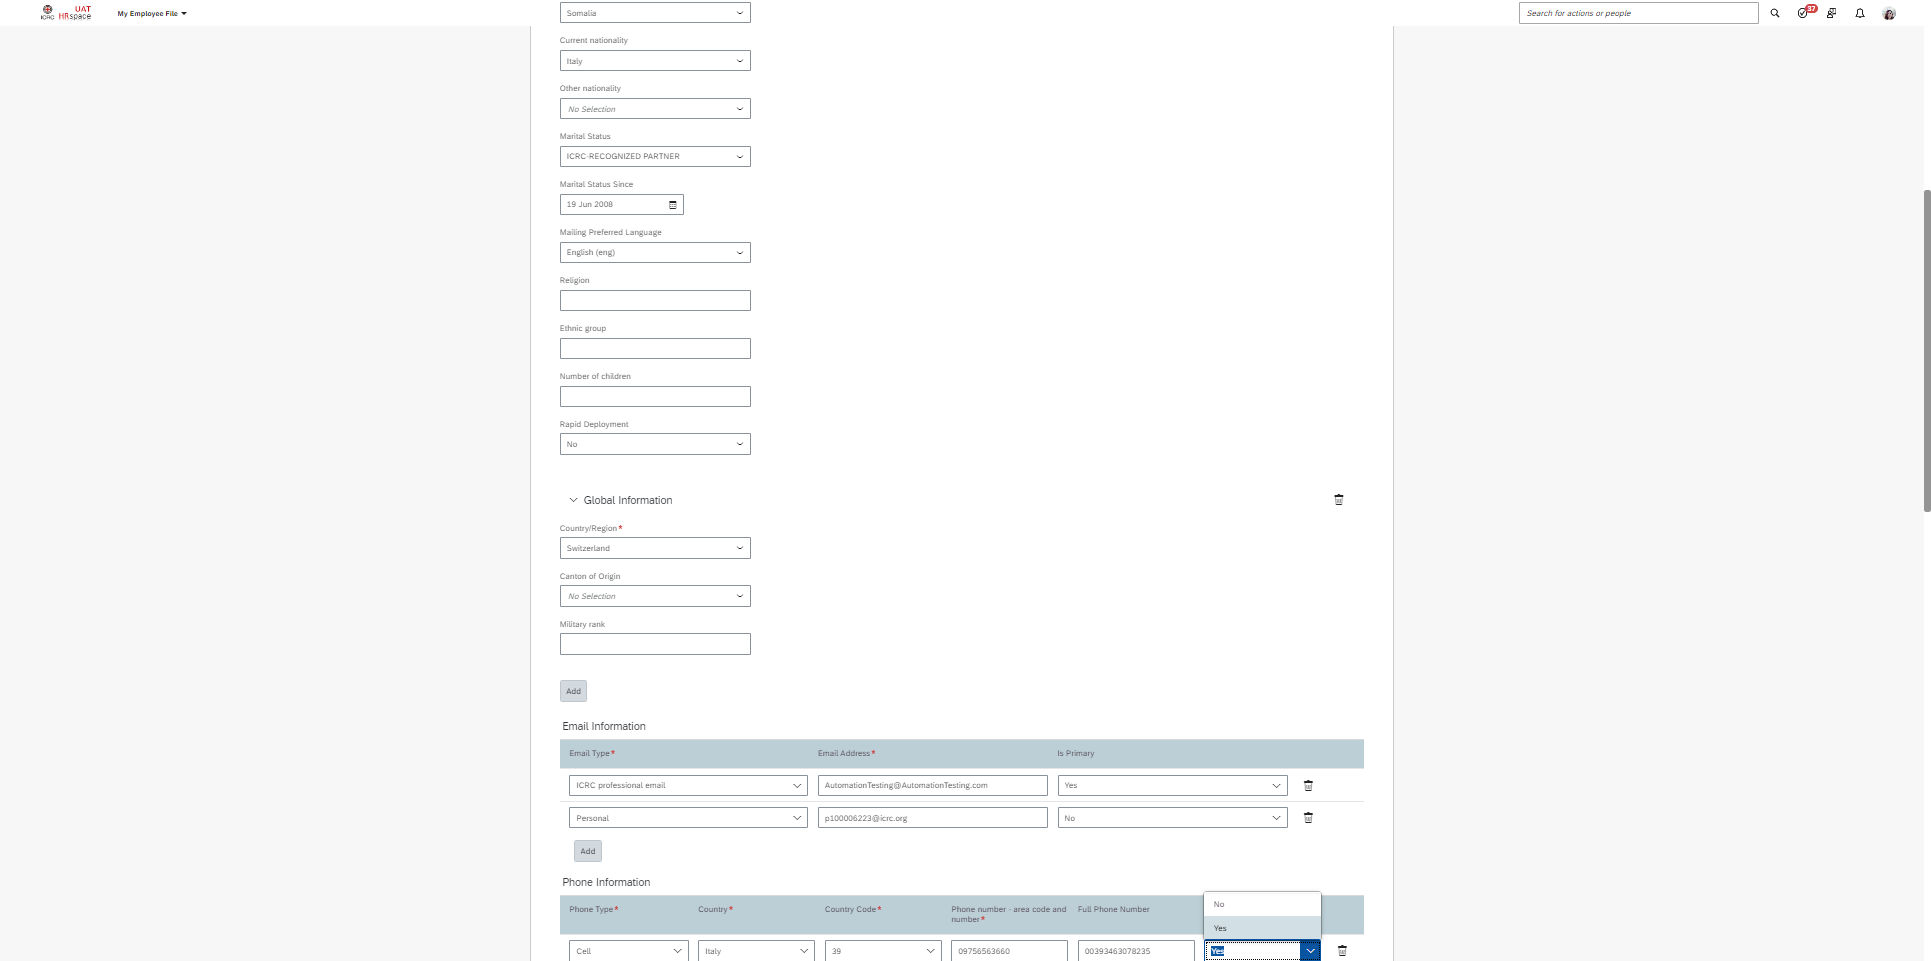 ICRC UAT HRspace
My Employee File
Search for actions or people
37
Somalia
Current nationality
Italy
Other nationality
No Selection
Marital Status
ICRC-RECOGNIZED PARTNER
Marital Status Since
19 Jun 2008
Mailing Preferred Language
English (eng)
Religion
Ethnic group
Number of children
Rapid Deployment
No
Global Information
Country/Region*
Switzerland
Canton of Origin
No Selection
Military rank
Add
Email Information
Email Type* Email Address* Is Primary
ICRC professional email AutomationTesting@AutomationTesting.com Yes
Personal p100006223@icrc.org No
Add
Phone Information
Phone Type* Country* Country Code* Phone number - area code and number* Full Phone Number
No
Yes
Cell Italy 39 09756563660 00393463078235 Yes